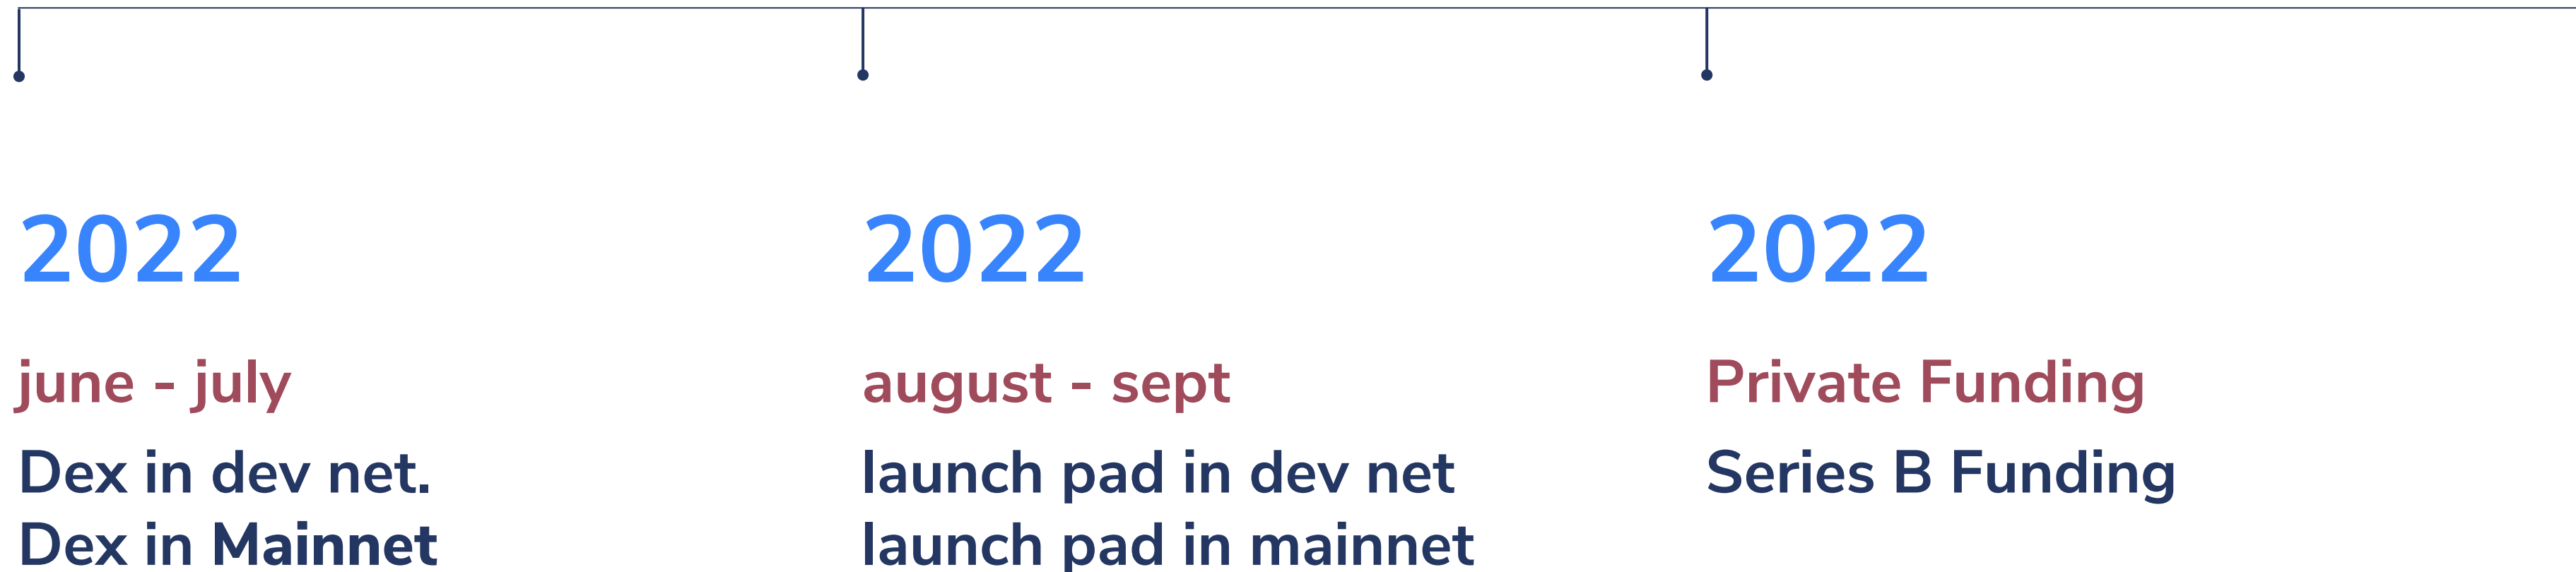 2022
june - july
Dex in dev net.
Dex in Mainnet
2022
august - sept
launch pad in dev net
launch pad in mainnet
2022
Private Funding
Series B Funding